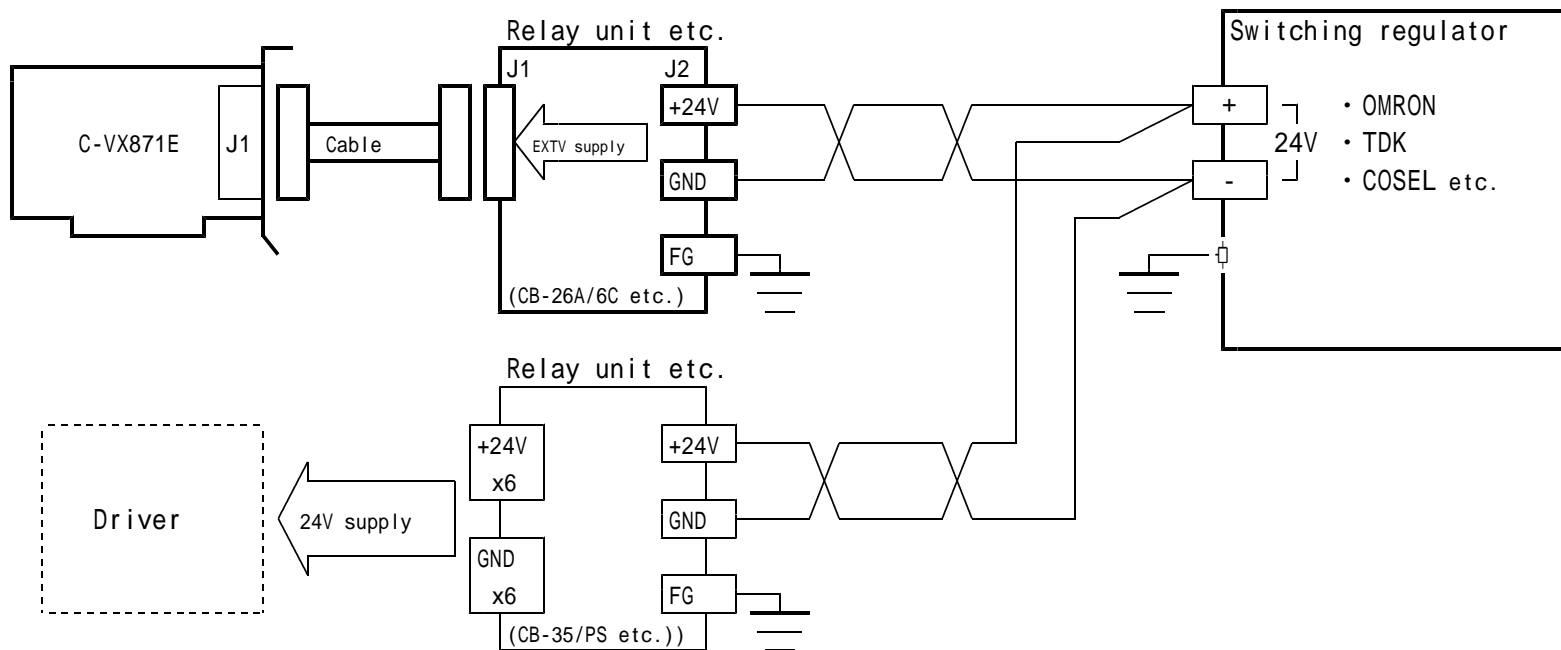 Relay unit etc.
Switching regulator
J1
J2
+24V
+
・OMRON
C-VX871E
J1
Cable
EXTV supply
24V
・TDK
GND
-
・COSEL etc.
FG
(CB-26A/6C etc.)
Relay unit etc.
+24V
x6
+24V
Driver
24V supply
GND
GND
x6
FG
(CB-35/PS etc.))